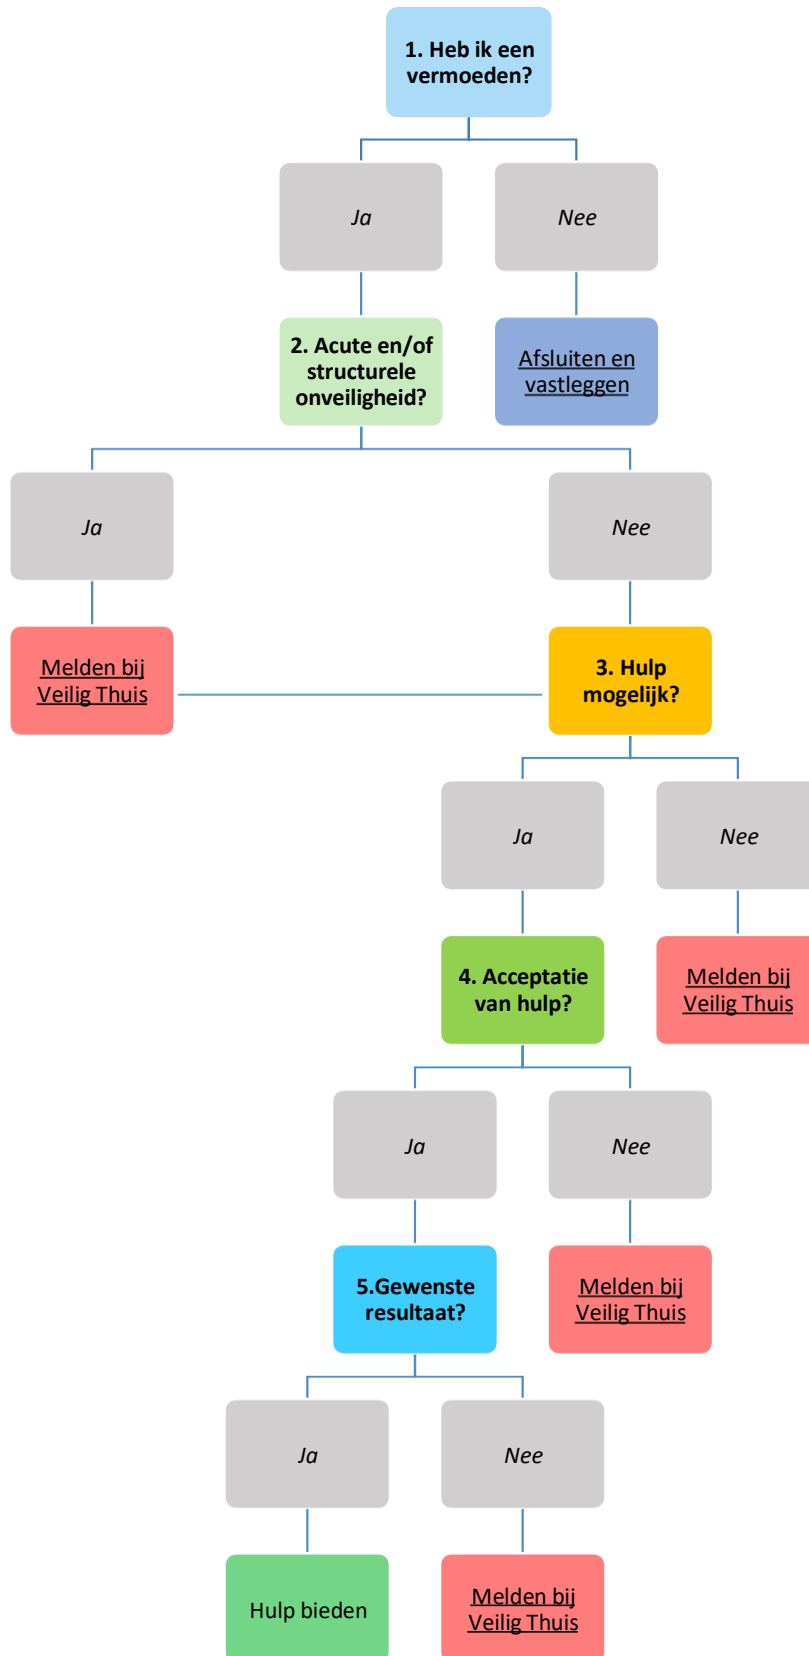 1. Heb ik een
vermoeden?
Ja
Nee
2. Acute en/of
structurele
onveiligheid?
Afsluiten en
vastleggen
Ja
Nee
Melden bij
Veilig Thuis
3. Hulp
mogelijk?
Ja
Nee
4. Acceptatie
van hulp?
Melden bij
Veilig Thuis
Ja
Nee
5.Gewenste
resultaat?
Melden bij
Veilig Thuis
Ja
Nee
Hulp bieden
Melden bij
Veilig Thuis